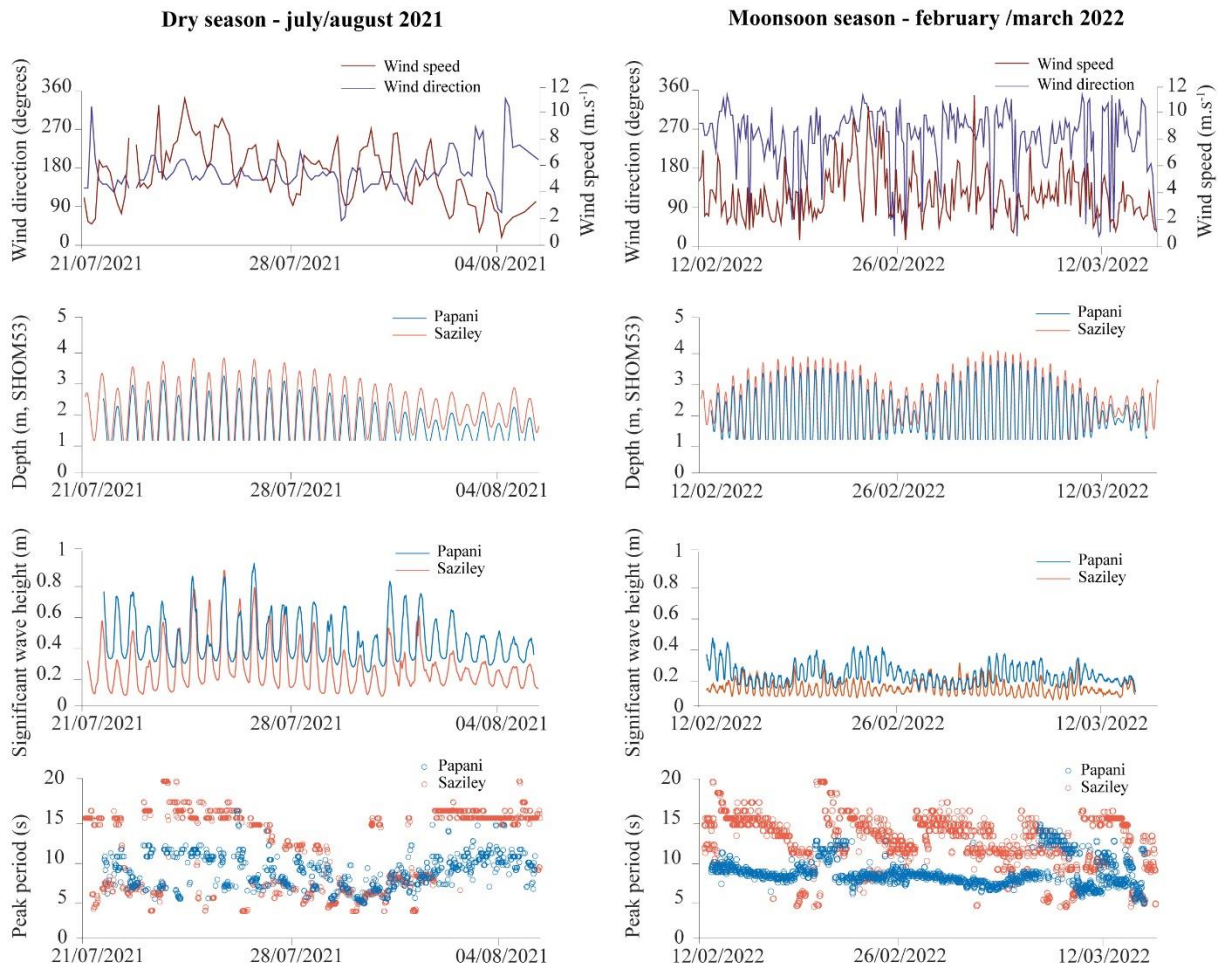 Dry season - july/august 2021
Moonsoon season - february /march 2022
Wind speed
Wind direction
Wind direction (degrees)
360
270
180
90
0
12
10
8
6
4
2
0
Wind speed (m.s-1)
21/07/2021 28/07/2021 04/08/2021
Wind speed
Wind direction
Wind direction (degrees)
360
270
180
90
0
12
10
8
6
4
2
0
Wind speed (m.s-1)
12/02/2022 26/02/2022 12/03/2022
Papani
Saziley
Depth (m, SHOM53)
5
4
3
2
1
0
21/07/2021 28/07/2021 04/08/2021
Papani
Saziley
Depth (m, SHOM53)
5
4
3
2
1
0
12/02/2022 26/02/2022 12/03/2022
Papani
Saziley
Significant wave height (m)
1
0.8
0.6
0.4
0.2
0
21/07/2021 28/07/2021 04/08/2021
Papani
Saziley
Significant wave height (m)
1
0.8
0.6
0.4
0.2
0
12/02/2022 26/02/2022 12/03/2022
Papani
Saziley
Peak period (s)
20
15
10
5
0
21/07/2021 28/07/2021 04/08/2021
Papani
Saziley
Peak period (s)
20
15
10
5
0
12/02/2022 26/02/2022 12/03/2022